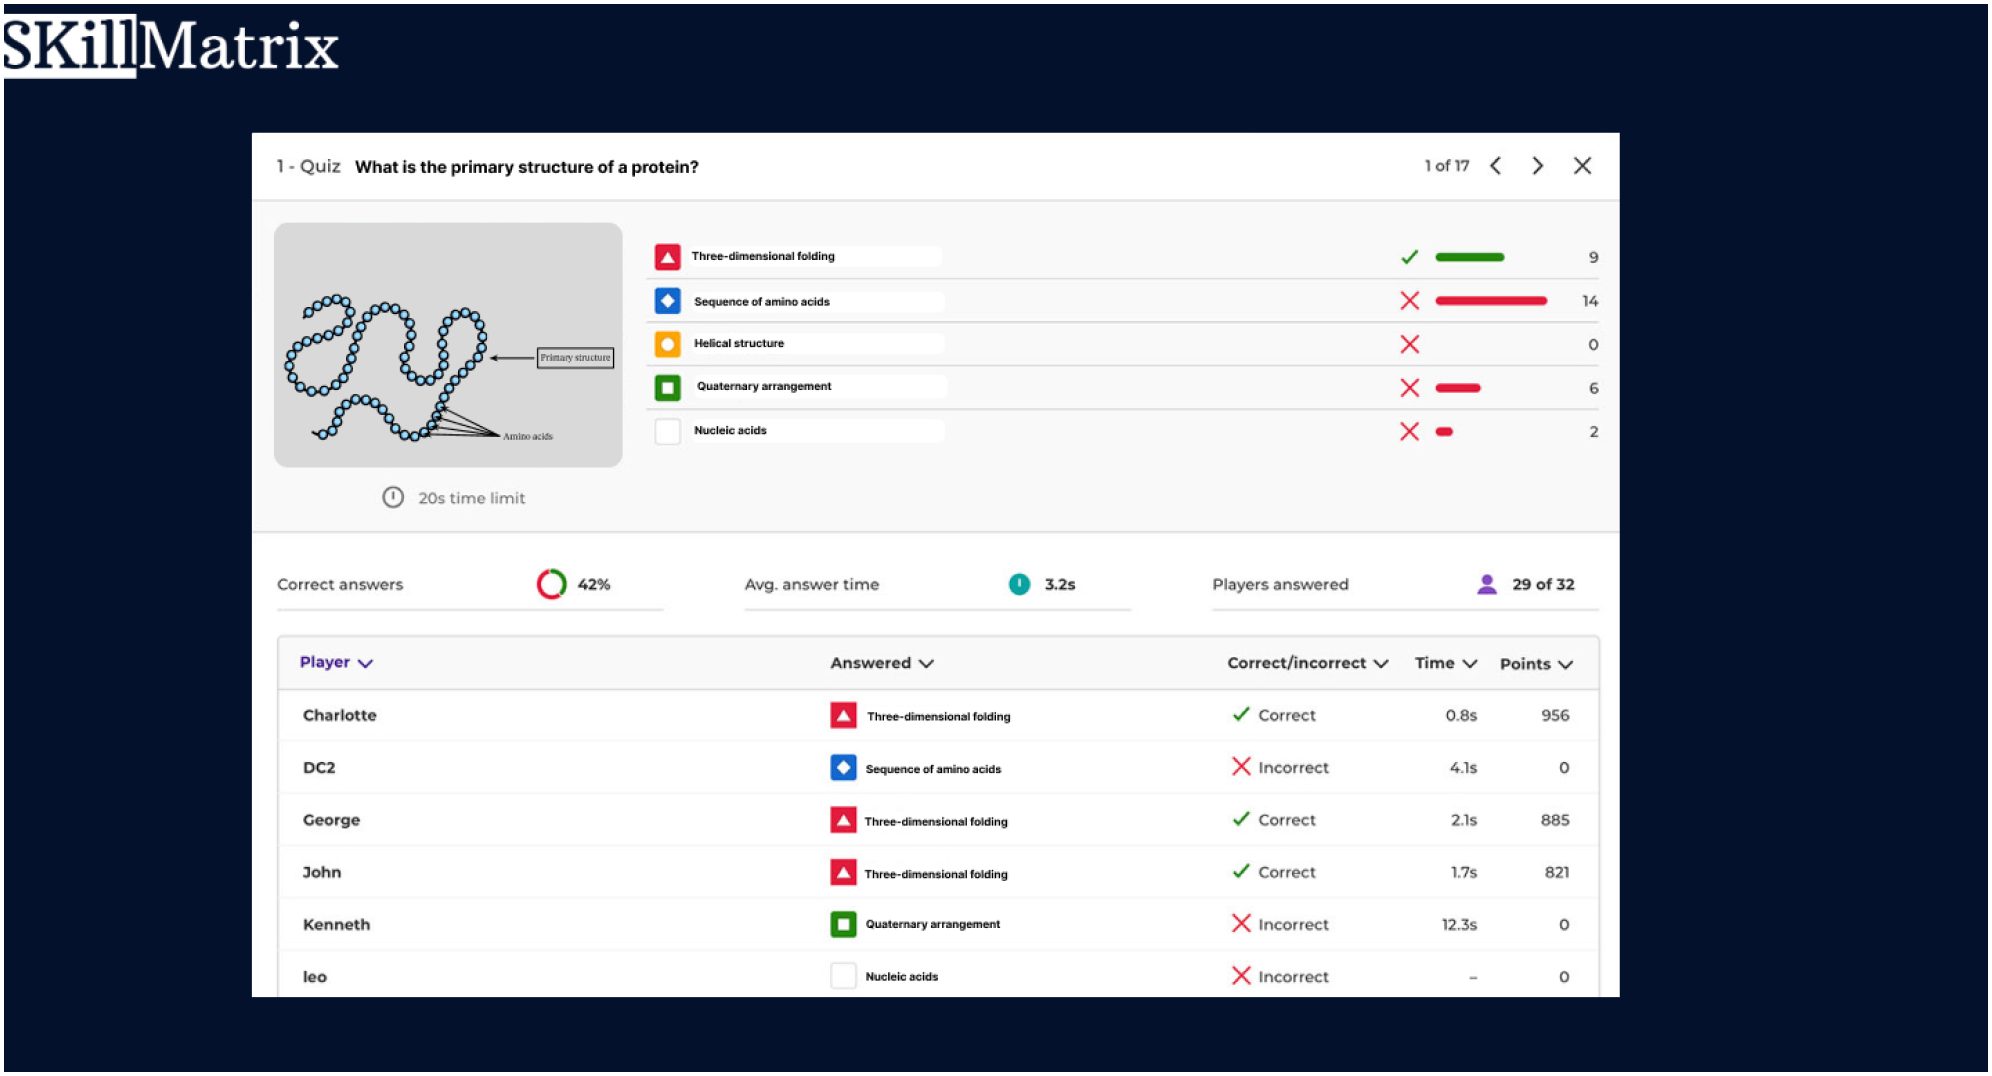 SKillMatrix
1 - Quiz What is the primary structure of a protein? 1 of 17
Three-dimensional folding 9
Sequence of amino acids 14
Helical structure 0
Quaternary arrangement 6
Nucleic acids 2
Primary structure
Amino acids
20s time limit
Correct answers 42% Avg. answer time 3.2s Players answered 29 of 32
Player Answered Correct/incorrect Time Points
Charlotte Three-dimensional folding Correct 0.8s 956
DC2 Sequence of amino acids Incorrect 4.1s 0
George Three-dimensional folding Correct 2.1s 885
John Three-dimensional folding Correct 1.7s 821
Kenneth Quaternary arrangement Incorrect 12.3s 0
leo Nucleic acids Incorrect – 0